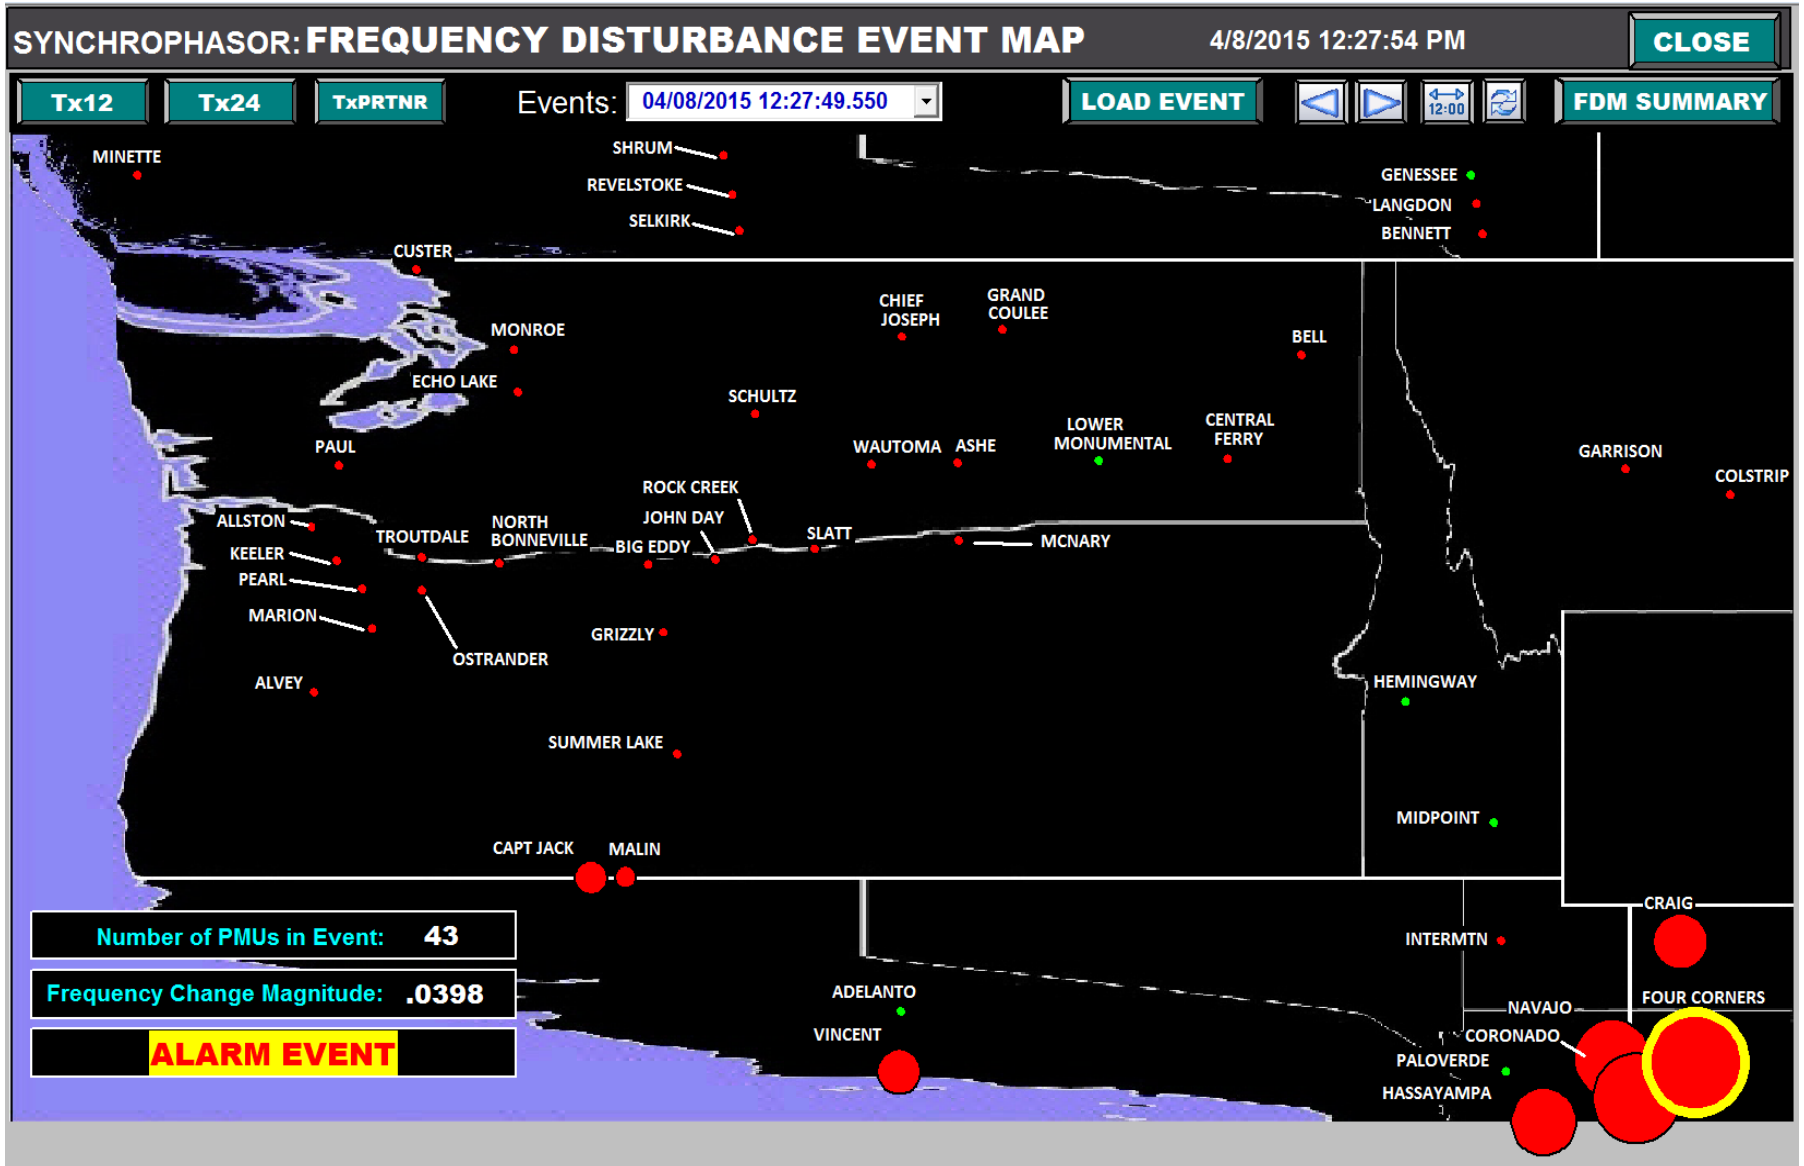 SYNCHROPHASOR: FREQUENCY DISTURBANCE EVENT MAP 4/8/2015 12:27:54 PM CLOSE
Tx12 Tx24 TxPRTNR Events: 04/08/2015 12:27:49.550 LOAD EVENT 12:00 FDM SUMMARY
MINETTE
SHRUM
REVELSTOKE
SELKIRK
GENESSEE
LANGDON
BENNETT
CUSTER
MONROE
ECHO LAKE
CHIEF
JOSEPH
GRAND
COULEE
BELL
SCHULTZ
PAUL
WAUTOMA
ASHE
LOWER
MONUMENTAL
CENTRAL
FERRY
GARRISON
COLSTRIP
ROCK CREEK
JOHN DAY
ALLSTON
KEELER
PEARL
MARION
TROUTDALE
NORTH
BONNEVILLE
BIG EDDY
SLATT
MCNARY
OSTRANDER
GRIZZLY
ALVEY
HEMINGWAY
SUMMER LAKE
MIDPOINT
CAPT JACK
MALIN
CRAIG
INTERMTN
Number of PMUs in Event: 43
Frequency Change Magnitude: .0398
ALARM EVENT
ADELANTO
VINCENT
FOUR CORNERS
NAVAJO
CORONADO
PALOVERDE
HASSAYAMPA